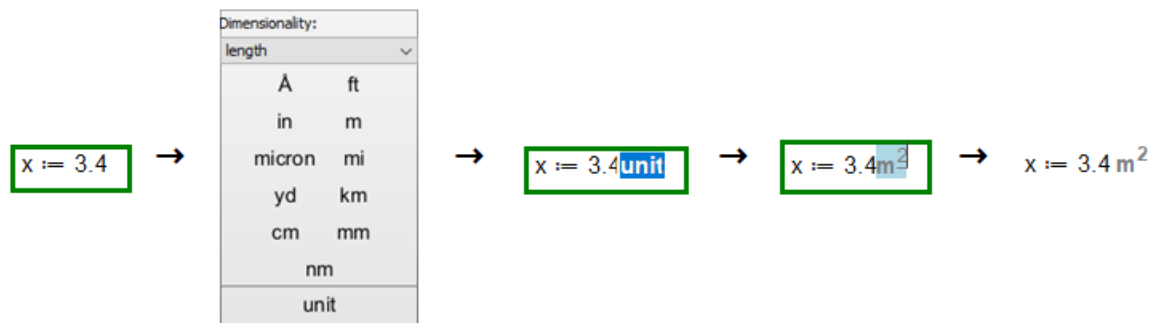 x := 3.4
→
Dimensionality:
length
Å ft
in m
micron mi
yd km
cm mm
nm
unit
→
x := 3.4unit
→
x := 3.4m²
→
x := 3.4 m²